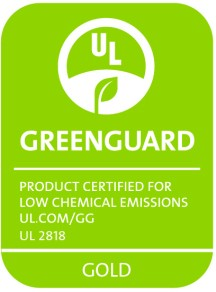 UL
GREENGUARD
PRODUCT CERTIFIED FOR
LOW CHEMICAL EMISSIONS
UL.COM/GG
UL 2818
GOLD